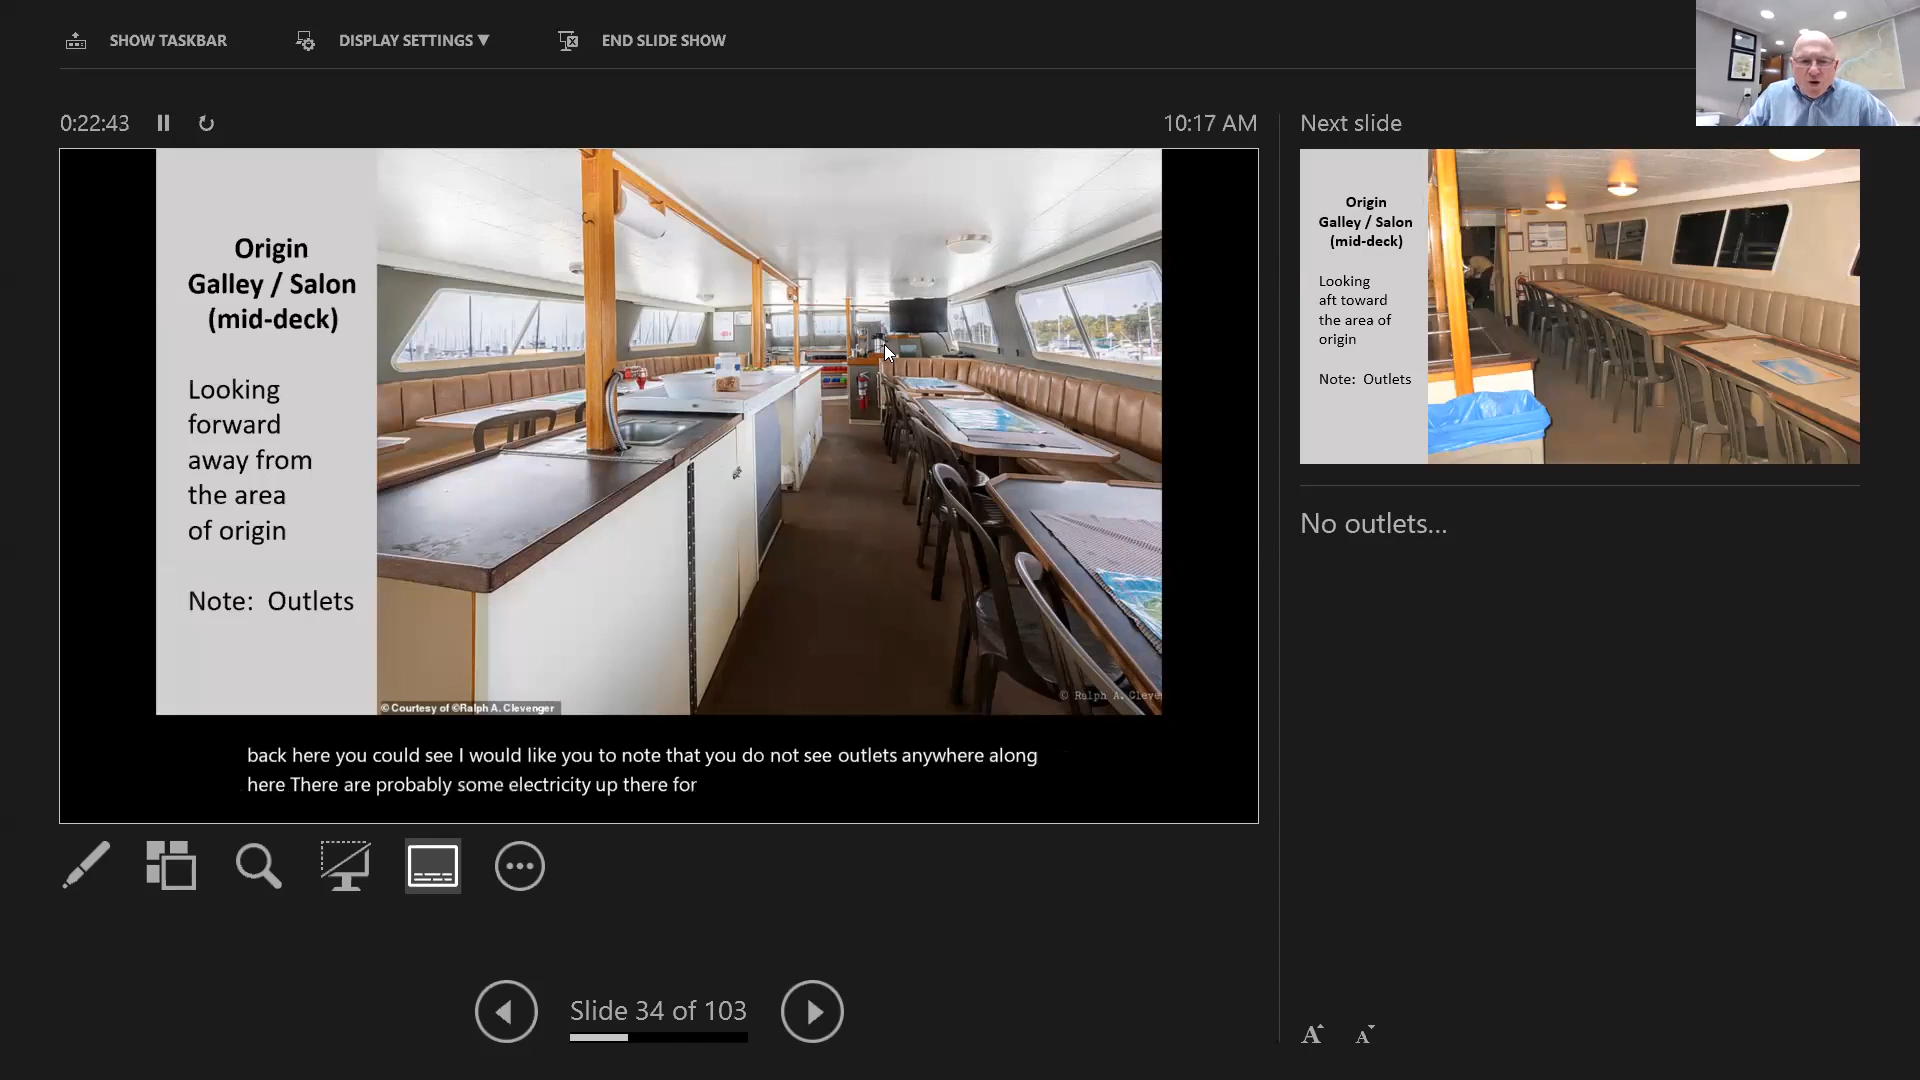 SHOW TASKBAR
DISPLAY SETTINGS ▼
END SLIDE SHOW
0:22:43
10:17 AM
Next slide
Origin
Galley / Salon
(mid-deck)
Looking
forward
away from
the area
of origin
Note: Outlets
© Courtesy of ©Ralph A. Clevenger
© Ralph A. Cleve
back here you could see I would like you to note that you do not see outlets anywhere along
here There are probably some electricity up there for
Origin
Galley / Salon
(mid-deck)
Looking
aft toward
the area of
origin
Note: Outlets
No outlets...
Slide 34 of 103
A
A